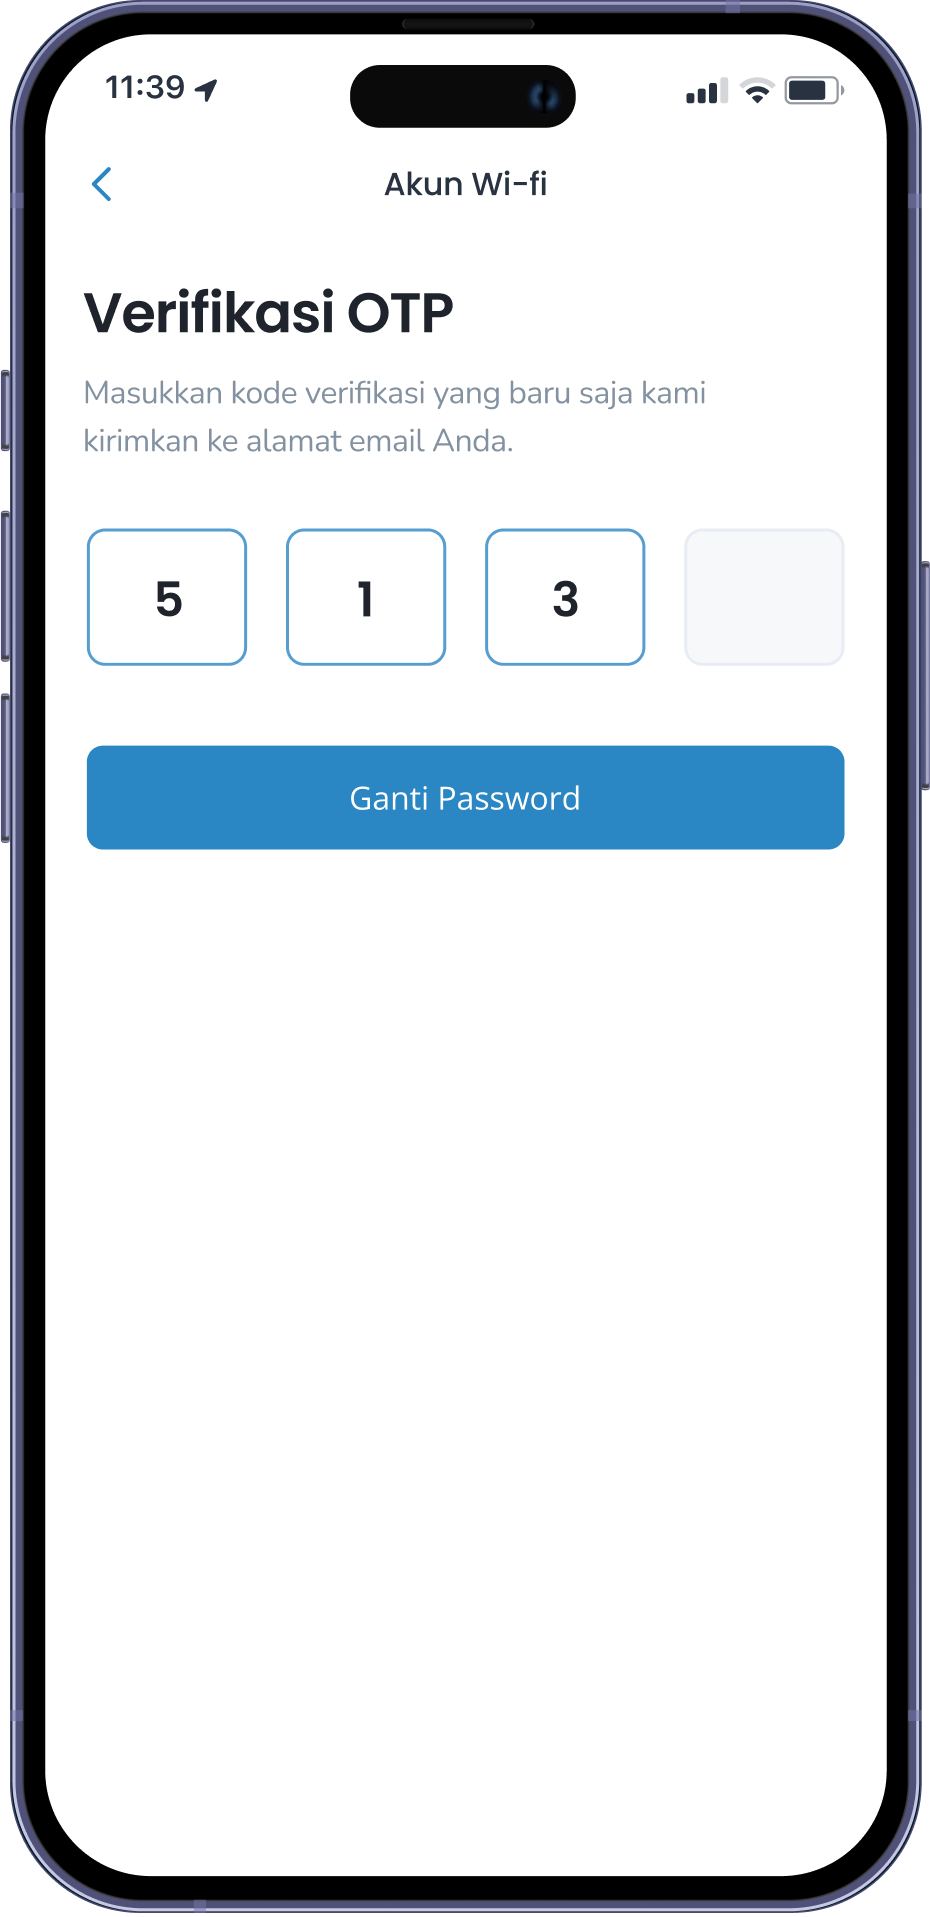 11:39
Akun Wi-fi
Verifikasi OTP
Masukkan kode verifikasi yang baru saja kami
kirimkan ke alamat email Anda.
5 1 3
Ganti Password